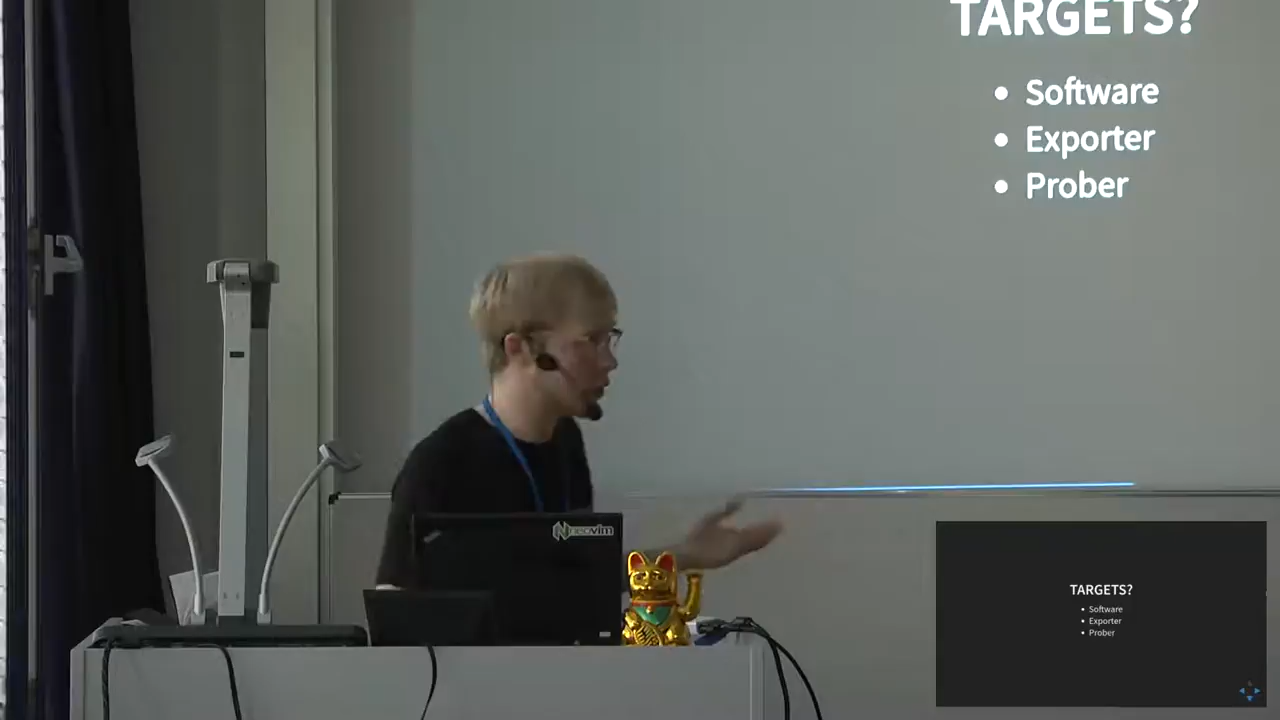 TARGETS?
• Software
• Exporter
• Prober
neovim
TARGETS?
• Software
• Exporter
• Prober